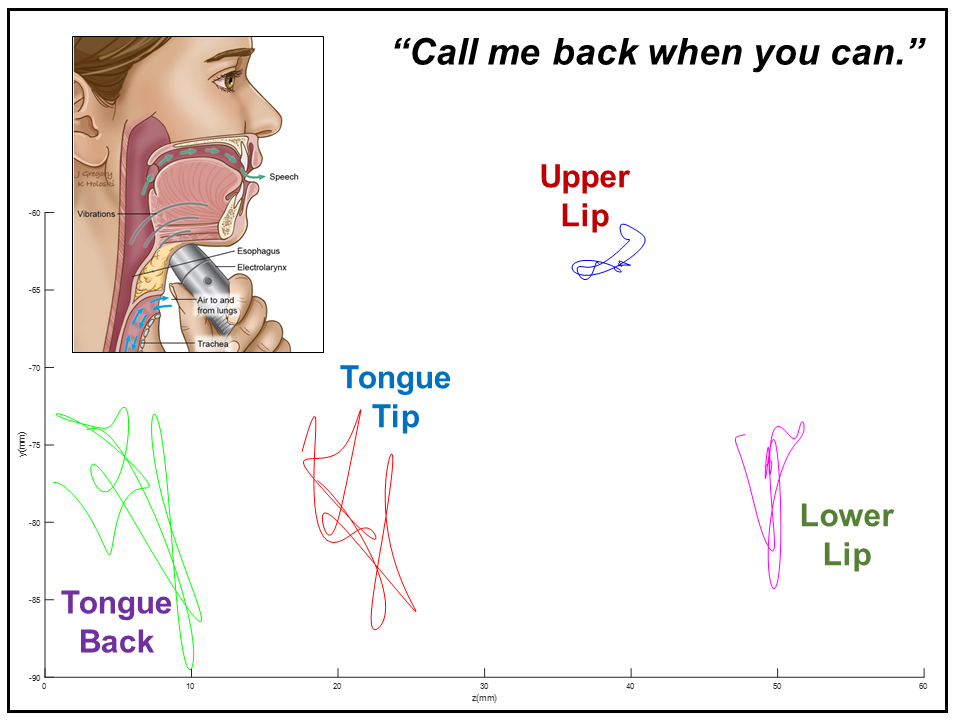 “Call me back when you can.”
J Gregory
K Holoski
Speech
Vibrations
Esophagus
Electrolarynx
Air to and
from lungs
Trachea
Upper
Lip
Tongue
Tip
Lower
Lip
Tongue
Back
-60
-65
-70
-75
-80
-85
-90
y(mm)
0
10
20
30
40
50
60
z(mm)